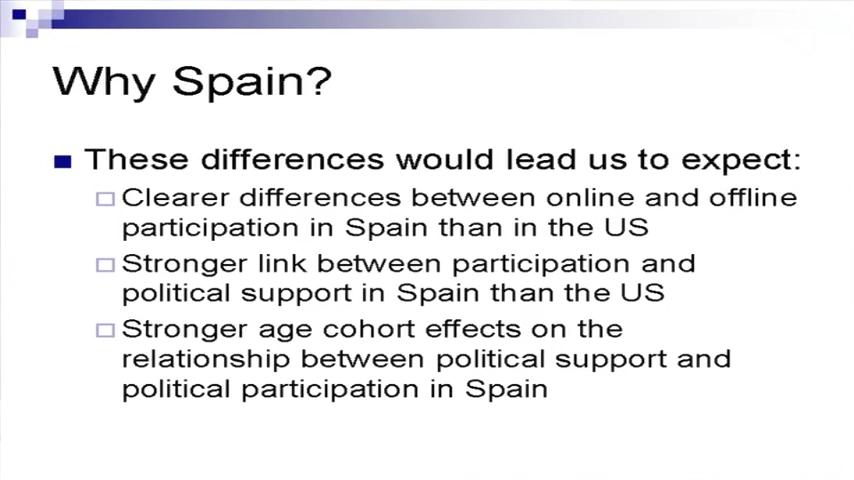 Why Spain?
These differences would lead us to expect:
Clearer differences between online and offline
participation in Spain than in the US
Stronger link between participation and
political support in Spain than the US
Stronger age cohort effects on the
relationship between political support and
political participation in Spain